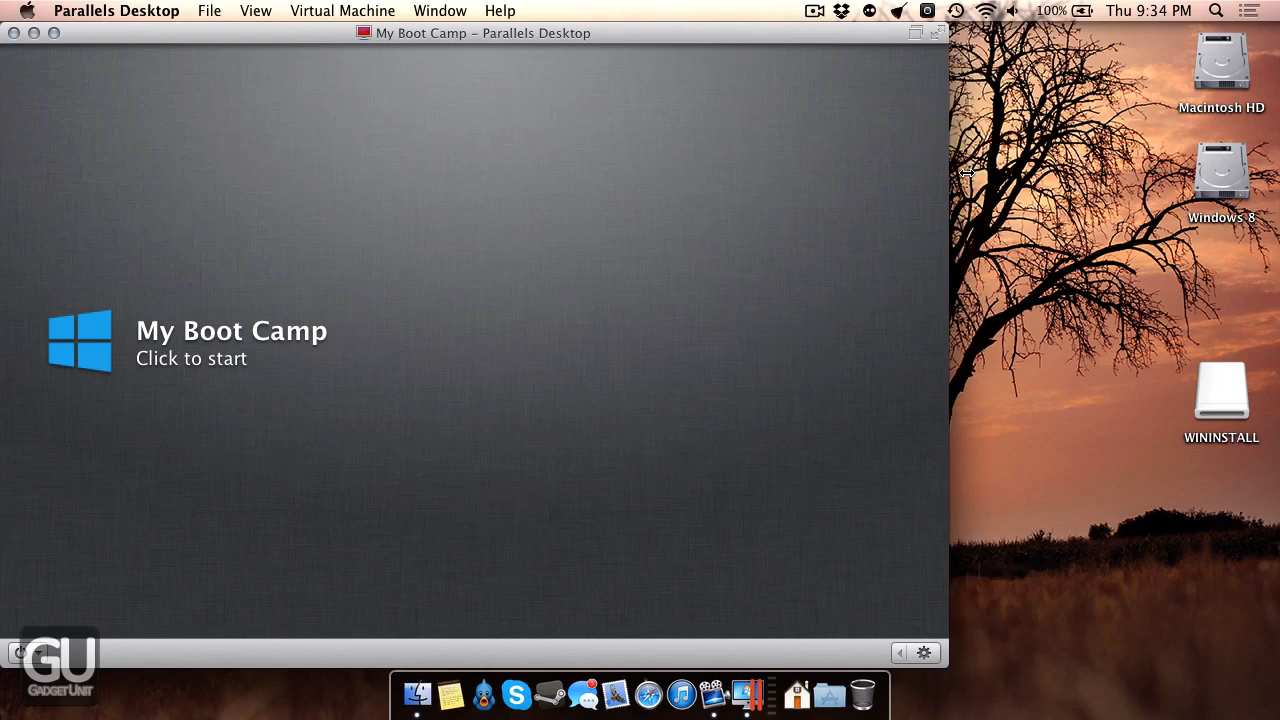 Parallels Desktop File View Virtual Machine Window Help 100% Thu 9:34 PM
My Boot Camp – Parallels Desktop
Macintosh HD
Windows 8
My Boot Camp
Click to start
WININSTALL
GU
GADGETUNIT